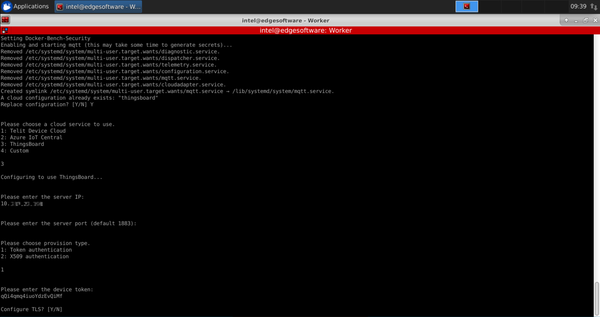 Applications
intel@edgesoftware - W...
09:39
intel@edgesoftware - Worker
intel@edgesoftware: Worker
Setting Docker-Bench-Security
Enabling and starting mqtt (this may take some time to generate secrets)...
Removed /etc/systemd/system/multi-user.target.wants/diagnostic.service.
Removed /etc/systemd/system/multi-user.target.wants/dispatcher.service.
Removed /etc/systemd/system/multi-user.target.wants/telemetry.service.
Removed /etc/systemd/system/multi-user.target.wants/configuration.service.
Removed /etc/systemd/system/multi-user.target.wants/mqtt.service.
Removed /etc/systemd/system/multi-user.target.wants/cloudadapter.service.
Created symlink /etc/systemd/system/multi-user.target.wants/mqtt.service → /lib/systemd/system/mqtt.service.
A cloud configuration already exists: "thingsboard"
Replace configuration? [Y/N] Y
Please choose a cloud service to use.
1: Telit Device Cloud
2: Azure IoT Central
3: ThingsBoard
4: Custom
3
Configuring to use ThingsBoard...
Please enter the server IP:
Please enter the server port (default 1883):
Please choose provision type.
1: Token authentication
2: X509 authentication
1
Please enter the device token:
Configure TLS? [Y/N]